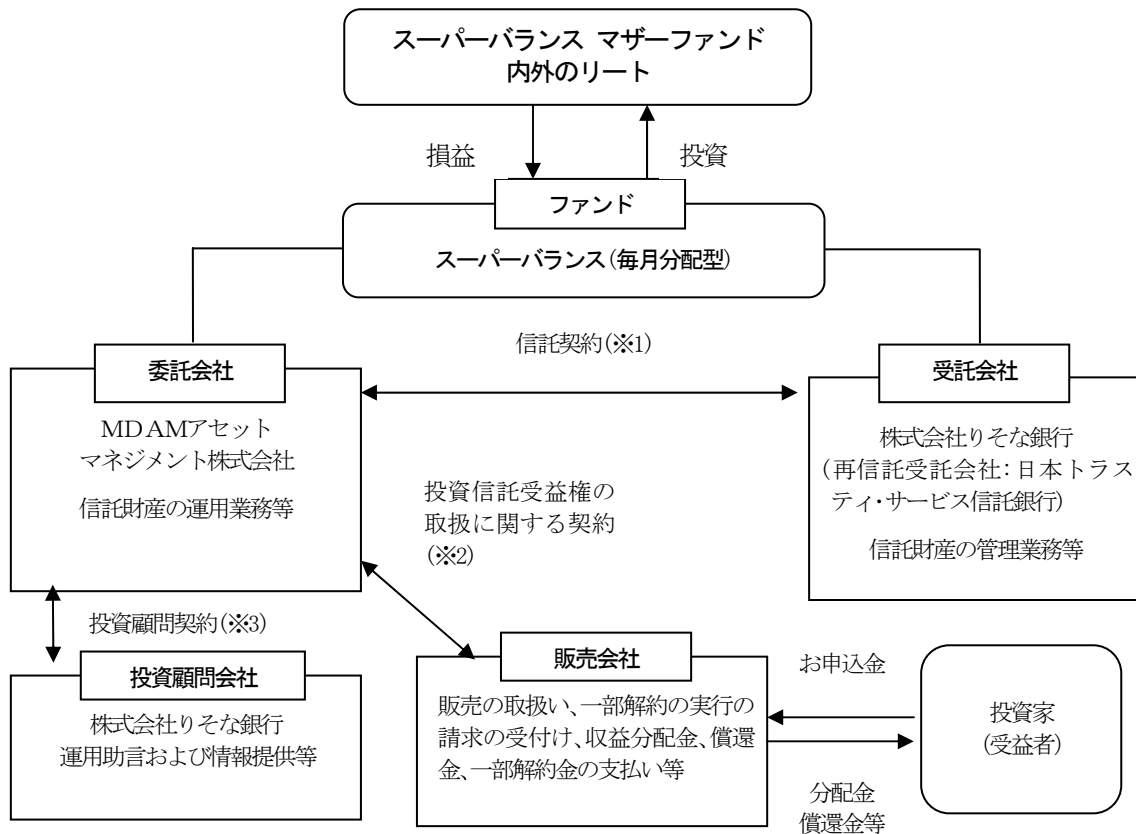 スーパーバランス マザーファンド
内外のリート
損益
投資
ファンド
スーパーバランス(毎月分配型)
信託契約(※1)
委託会社
MDAMアセット
マネジメント株式会社
信託財産の運用業務等
受託会社
株式会社りそな銀行
(再信託受託会社:日本トラス
ティ・サービス信託銀行)
信託財産の管理業務等
投資信託受益権の
取扱に関する契約
(※2)
投資顧問契約(※3)
投資顧問会社
株式会社りそな銀行
運用助言および情報提供等
販売会社
販売の取扱い、一部解約の実行の
請求の受付け、収益分配金、償還
金、一部解約金の支払い等
お申込金
分配金
償還金等
投資家
(受益者)